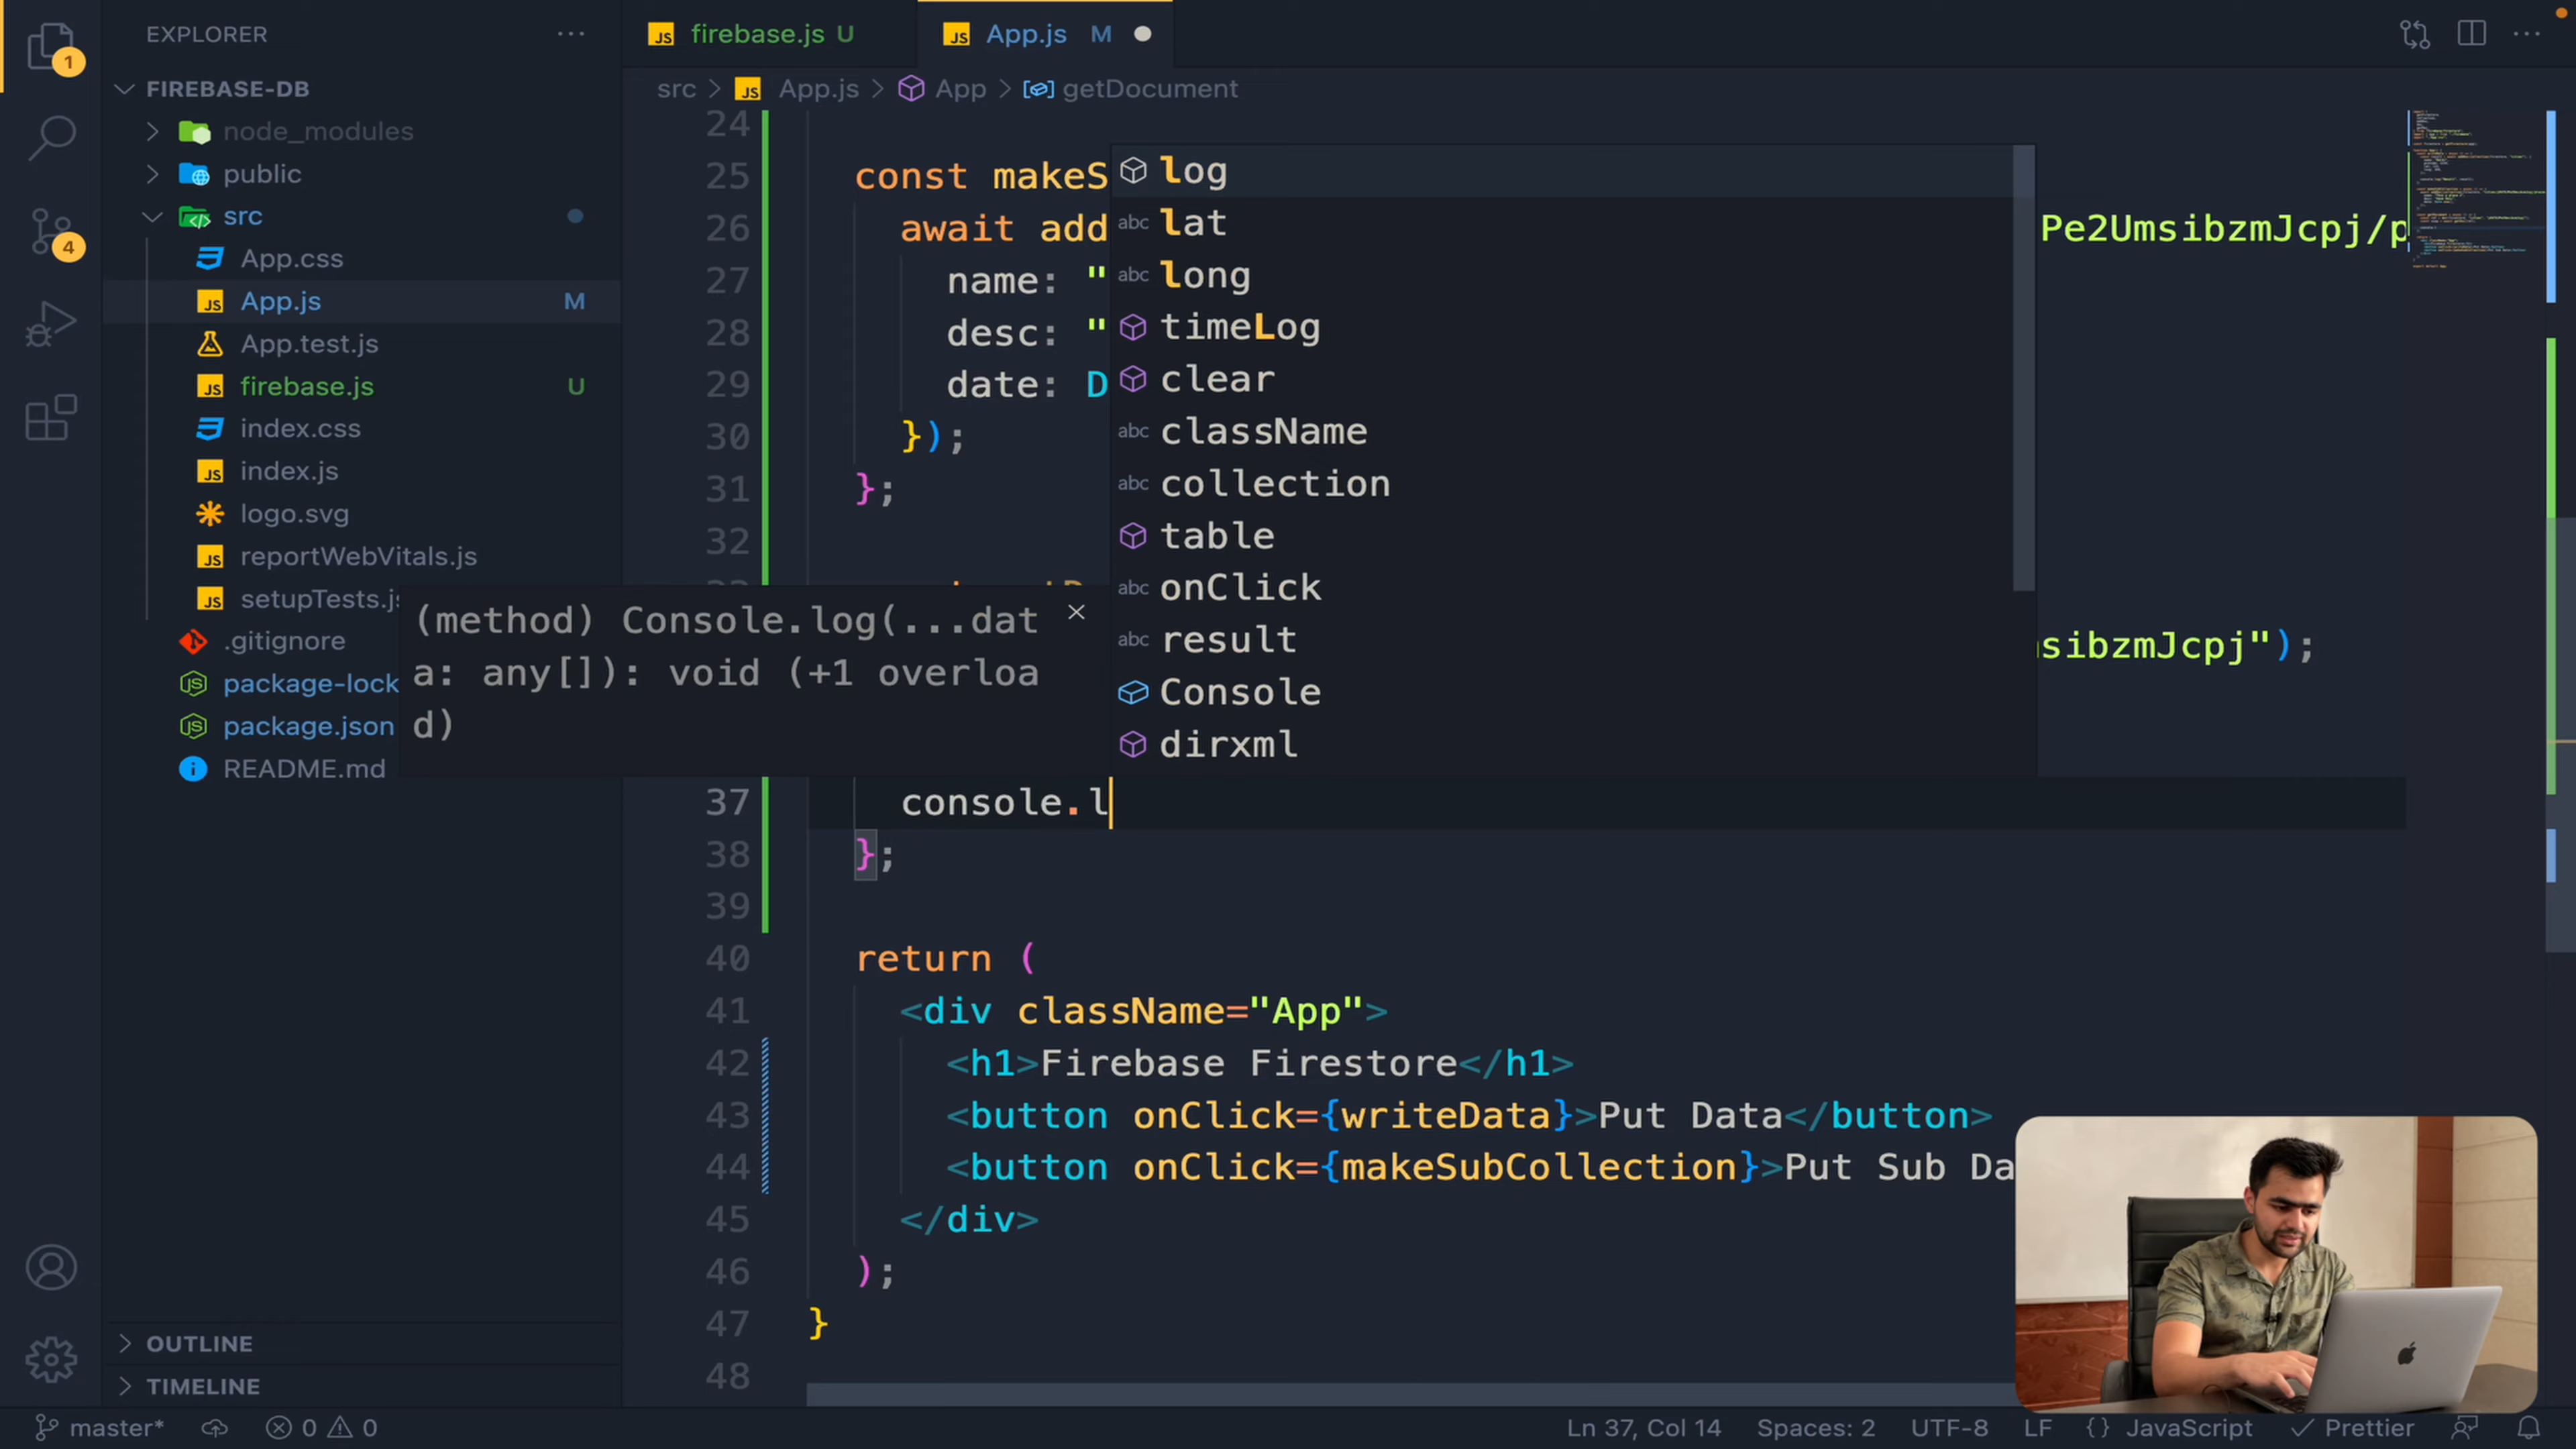 EXPLORER
FIREBASE-DB
node_modules
public
src
App.css
App.js M
App.test.js
firebase.js U
index.css
index.js
logo.svg
reportWebVitals.js
setupTests.js
.gitignore
package-lock
package.json
README.md
OUTLINE
TIMELINE
1
4
firebase.js U
App.js M
src > App.js > App > getDocument
24
25 const makeS
26 await add
Pe2UmsibzmJcpj/p
27 name: "
28 desc: "
29 date: D
30 });
31 };
32
msibzmJcpj");
log
lat
long
timeLog
clear
className
collection
table
onClick
result
Console
dirxml
(method) Console.log(...dat
a: any[]): void (+1 overloa
d)
37 console.l
38 };
39
40 return (
41 <div className="App">
42 <h1>Firebase Firestore</h1>
43 <button onClick={writeData}>Put Data</button>
44 <button onClick={makeSubCollection}>Put Sub Da
45 </div>
46 );
47 }
48
master* 0 0
Ln 37, Col 14 Spaces: 2 UTF-8 LF {} JavaScript Prettier